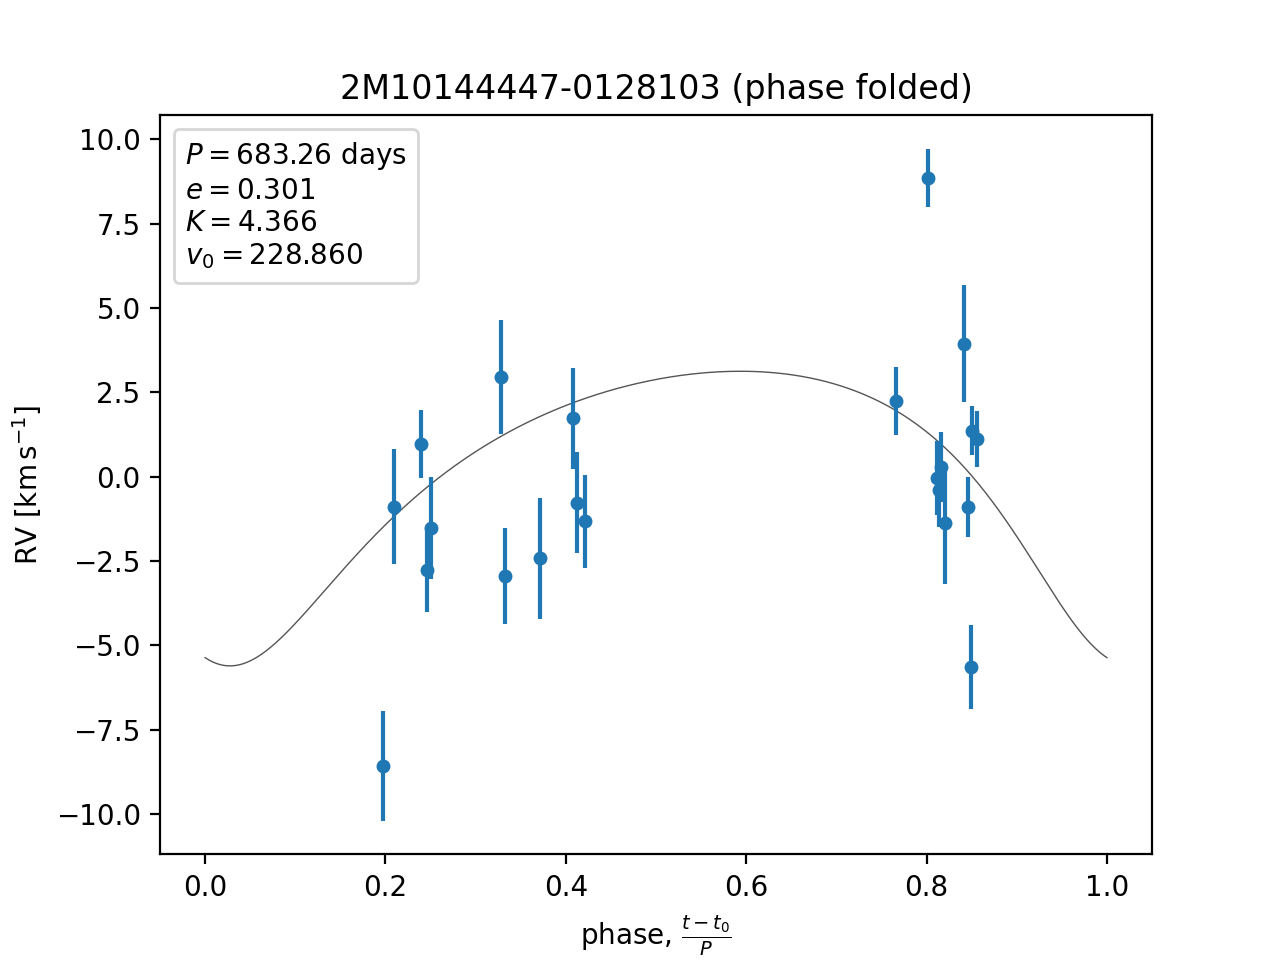 2M10144447-0128103 (phase folded)
P = 683.26 days
e = 0.301
K = 4.366
v₀ = 228.860
10.0
7.5
5.0
2.5
0.0
−2.5
−5.0
−7.5
−10.0
RV [km s⁻¹]
0.0 0.2 0.4 0.6 0.8 1.0
phase, (t − t₀)/P